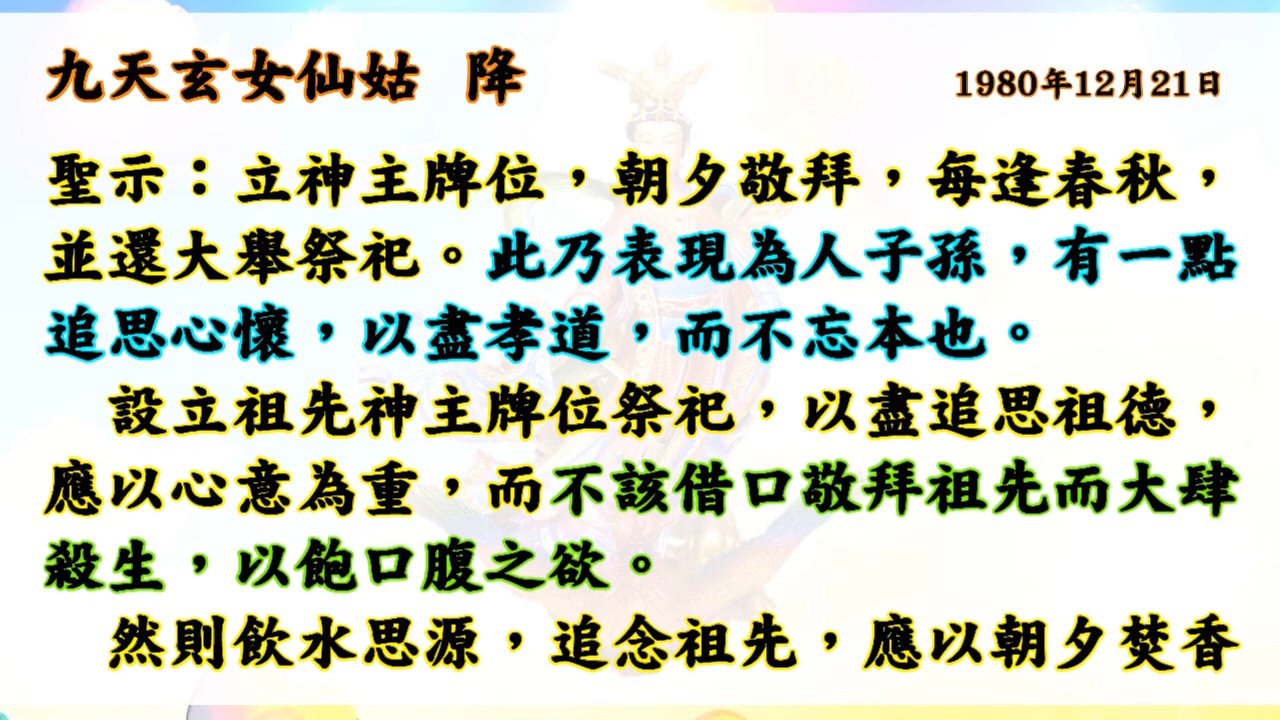 九天玄女仙姑 降
1980年12月21日
聖示：立神主牌位，朝夕敬拜，每逢春秋，
並還大舉祭祀。此乃表現為人子孫，有一點
追思心懷，以盡孝道，而不忘本也。
設立祖先神主牌位祭祀，以盡追思祖德，
應以心意為重，而不該借口敬拜祖先而大肆
殺生，以飽口腹之欲。
然則飲水思源，追念祖先，應以朝夕焚香